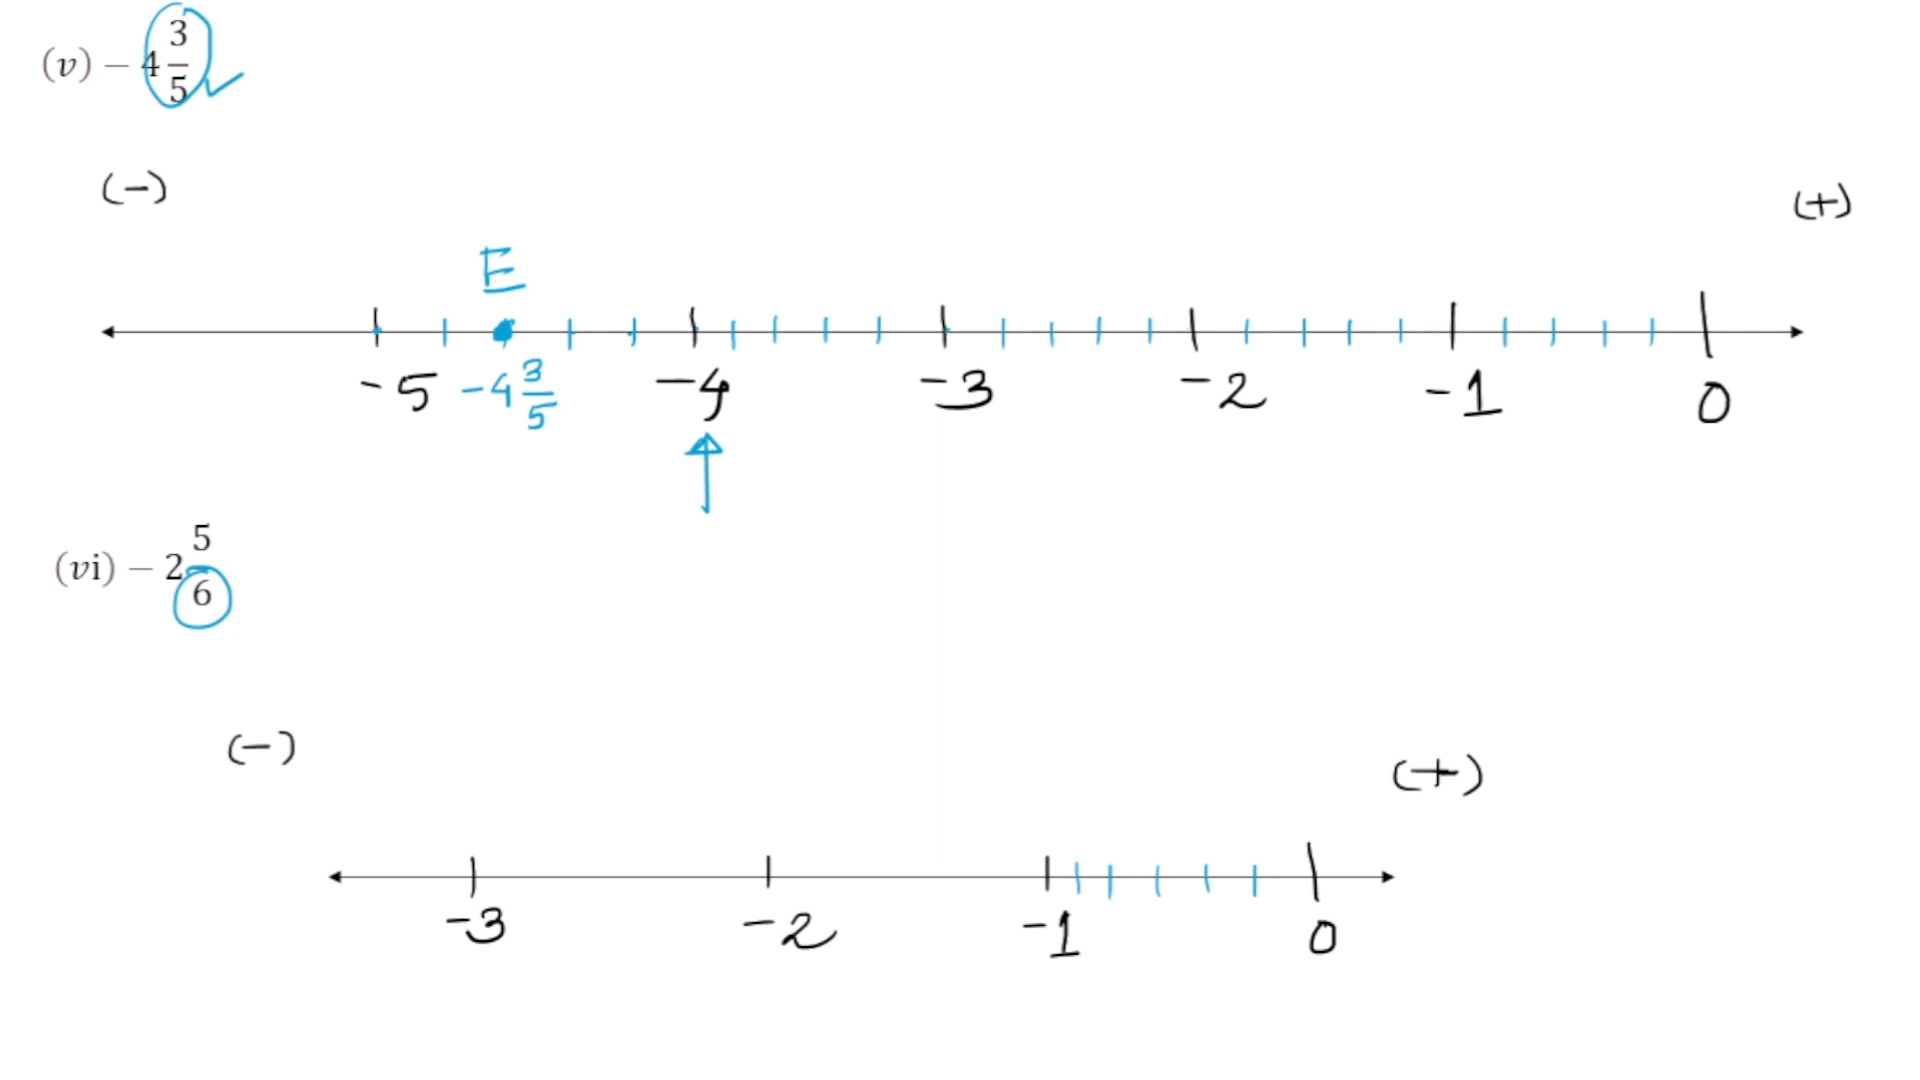 (v) − 4 3/5
(−) (+)
E
-5 -4 3/5 -4 -3 -2 -1 0
(vi) − 2 5/6
(-) (+)
-3 -2 -1 0